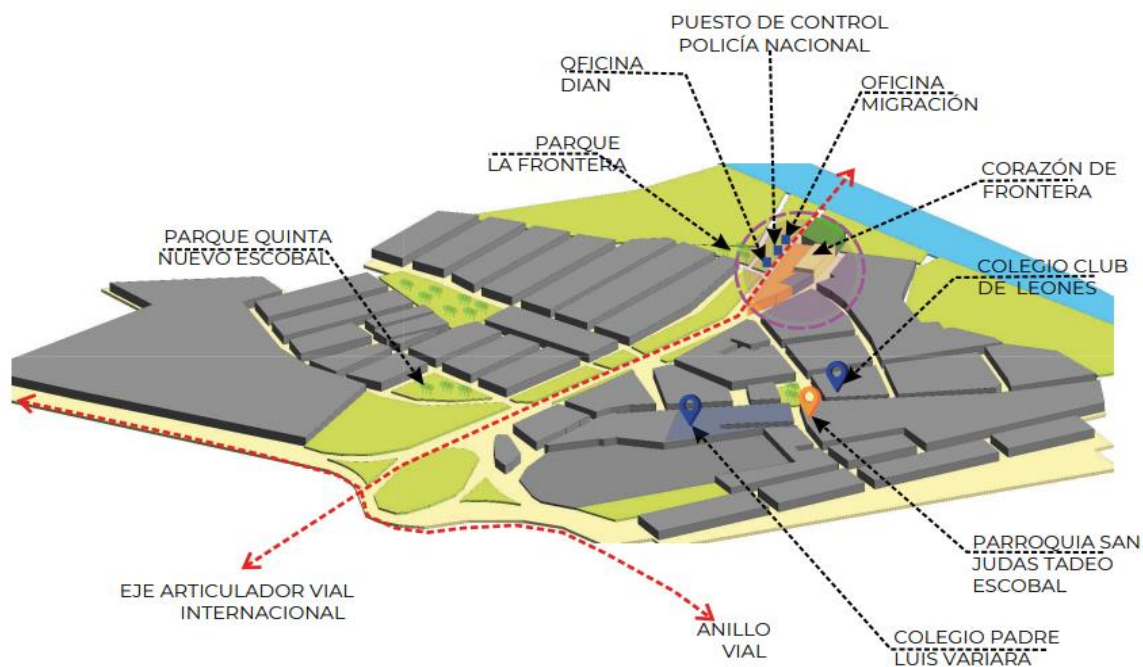 PUESTO DE CONTROL
POLICÍA NACIONAL
OFICINA
DIAN
OFICINA
MIGRACIÓN
PARQUE
LA FRONTERA
CORAZÓN DE
FRONTERA
PARQUE QUINTA
NUEVO ESCOBAL
COLEGIO CLUB
DE LEONES
EJE ARTICULADOR VIAL
INTERNACIONAL
ANILLO
VIAL
PARROQUIA SAN
JUDAS TADEO
ESCOBAL
COLEGIO PADRE
LUIS VARIARA